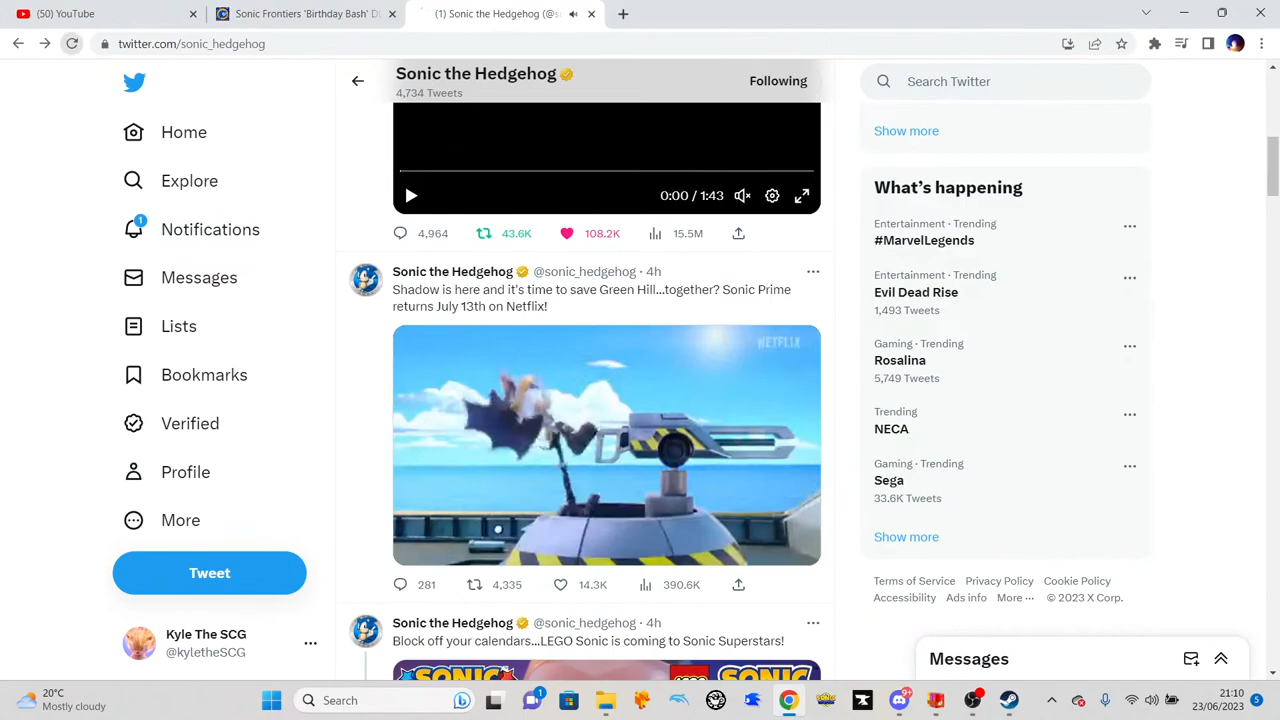 (50) YouTube
Sonic Frontiers 'Birthday Bash' D
(1) Sonic the Hedgehog (@s
twitter.com/sonic_hedgehog
Sonic the Hedgehog
4,734 Tweets
Following
Search Twitter
Home
Explore
1
Notifications
Messages
Lists
Bookmarks
Verified
Profile
More
Tweet
Kyle The SCG
@kyletheSCG
0:00 / 1:43
4,964 43.6K 108.2K 15.5M
Sonic the Hedgehog @sonic_hedgehog · 4h
Shadow is here and it's time to save Green Hill...together? Sonic Prime
returns July 13th on Netflix!
NETFLIX
281 4,335 14.3K 390.6K
Sonic the Hedgehog @sonic_hedgehog · 4h
Block off your calendars...LEGO Sonic is coming to Sonic Superstars!
SONIC
SONIC
Show more
What's happening
Entertainment · Trending
#MarvelLegends
Entertainment · Trending
Evil Dead Rise
1,493 Tweets
Gaming · Trending
Rosalina
5,749 Tweets
Trending
NECA
Gaming · Trending
Sega
33.6K Tweets
Show more
Terms of Service Privacy Policy Cookie Policy
Accessibility Ads info More ··· © 2023 X Corp.
Messages
20°C
Mostly cloudy
Search
1
9+
21:10
23/06/2023
5